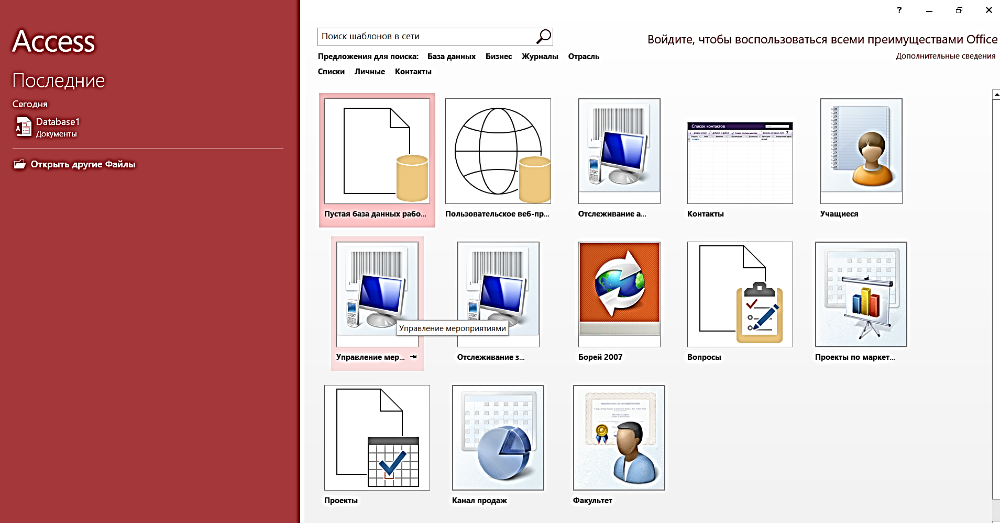 ?
Access
Последние
Сегодня
Database1
Документы
Открыть другие Файлы
Поиск шаблонов в сети
Войдите, чтобы воспользоваться всеми преимуществами Office
Дополнительные сведения
Предложения для поиска: База данных Бизнес Журналы Отрасль
Списки Личные Контакты
Список контактов
Пустая база данных рабо...
Пользовательское веб-пр...
Отслеживание а...
Контакты
Учащиеся
Управление мероприятиями
Управление мер...
Отслеживание з...
Борей 2007
Вопросы
Проекты по маркет...
Проекты
Канал продаж
Факультет